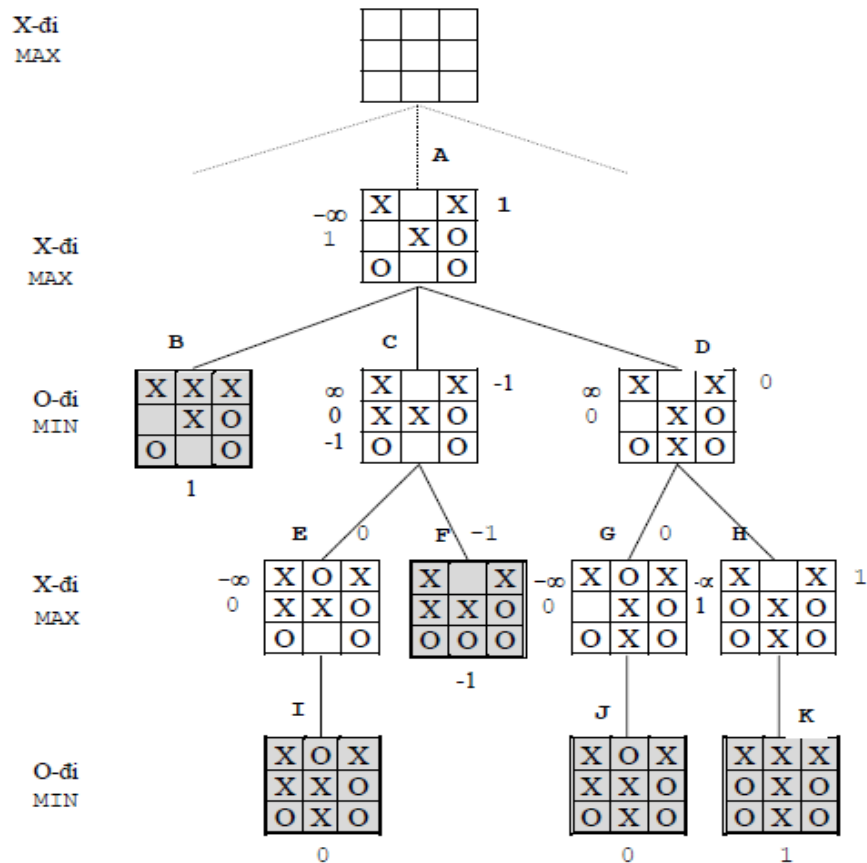 X-đi
MAX
A
X X 1
-∞
1 X O
O O
X-đi
MAX
B C D
X X X
X O
O O
1
O-đi
MIN
∞ X X -1
0 X X O
-1 O O
∞ X X 0
0 X O
O X O
E 0 F -1 G 0 H
X-đi
MAX
-∞ X O X
0 X X O
O O
X X
X X O
O O O
-1
-∞ X O X
0 X O
O X O
-∝ X X 1
1 O X O
O X O
I J K
O-đi
MIN
X O X
X X O
O X O
0
X O X
X X O
O X O
0
X X X
O X O
O X O
1